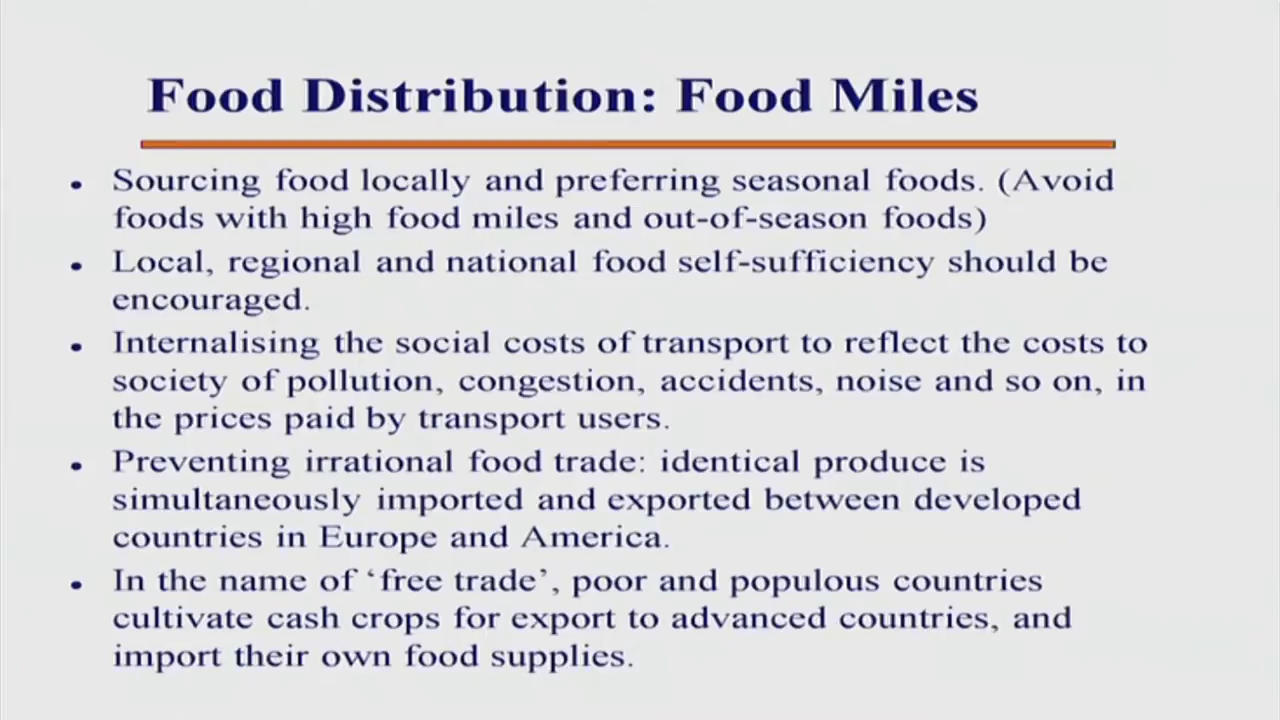 Food Distribution: Food Miles
• Sourcing food locally and preferring seasonal foods. (Avoid
foods with high food miles and out-of-season foods)
• Local, regional and national food self-sufficiency should be
encouraged.
• Internalising the social costs of transport to reflect the costs to
society of pollution, congestion, accidents, noise and so on, in
the prices paid by transport users.
• Preventing irrational food trade: identical produce is
simultaneously imported and exported between developed
countries in Europe and America.
• In the name of ‘free trade’, poor and populous countries
cultivate cash crops for export to advanced countries, and
import their own food supplies.